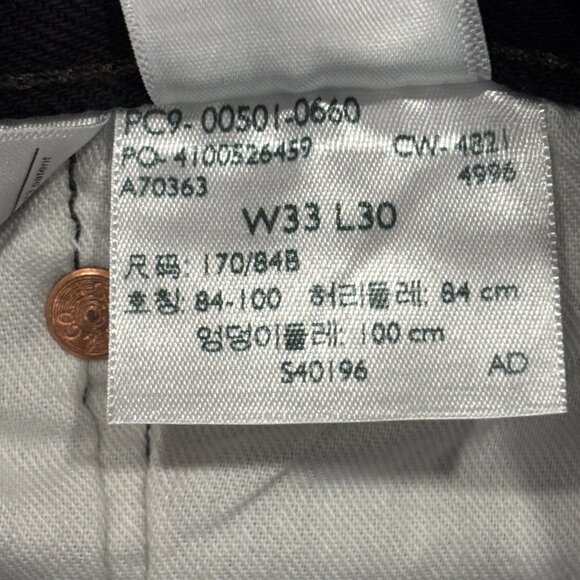 PC9- 00501-0660
PO- 4100526459 CW- 4821
A70363 4996
W33 L30
尺码: 170/84B
호칭: 84-100 허리둘레: 84 cm
엉덩이둘레: 100 cm
S40196 AD
patent